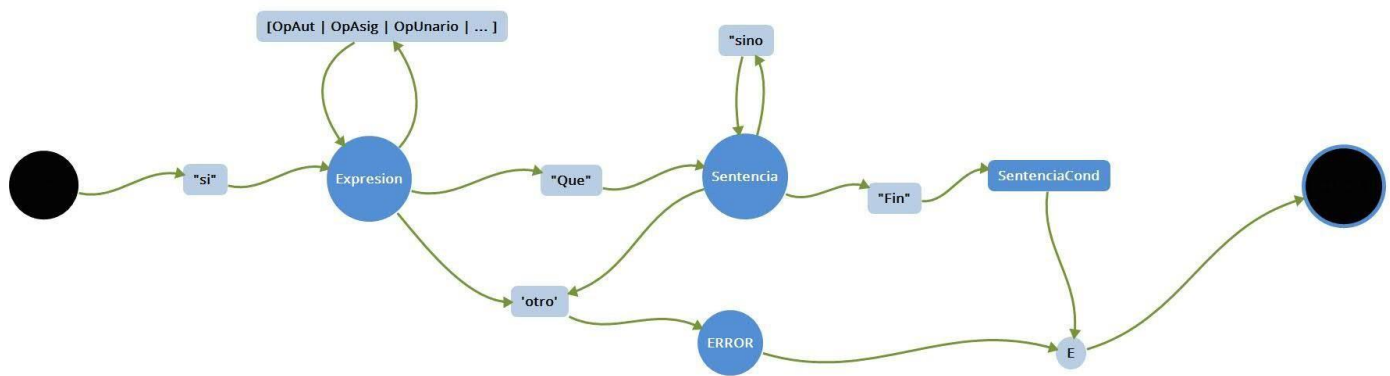 [OpAut | OpAsig | OpUnario | ... ]
"sino
"si"
Expresion
"Que"
Sentencia
"Fin"
SentenciaCond
'otro'
ERROR
E